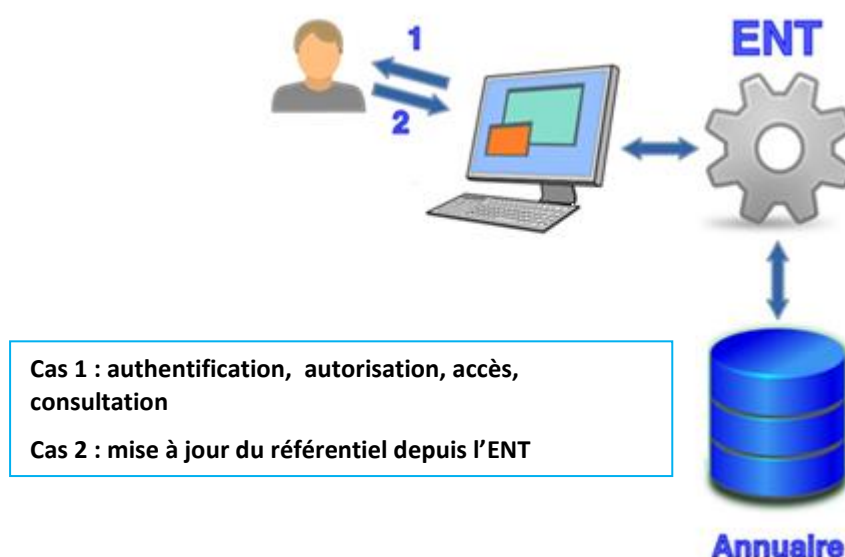 1
ENT
2
Cas 1 : authentification, autorisation, accès,
consultation
Cas 2 : mise à jour du référentiel depuis l’ENT
Annuaire